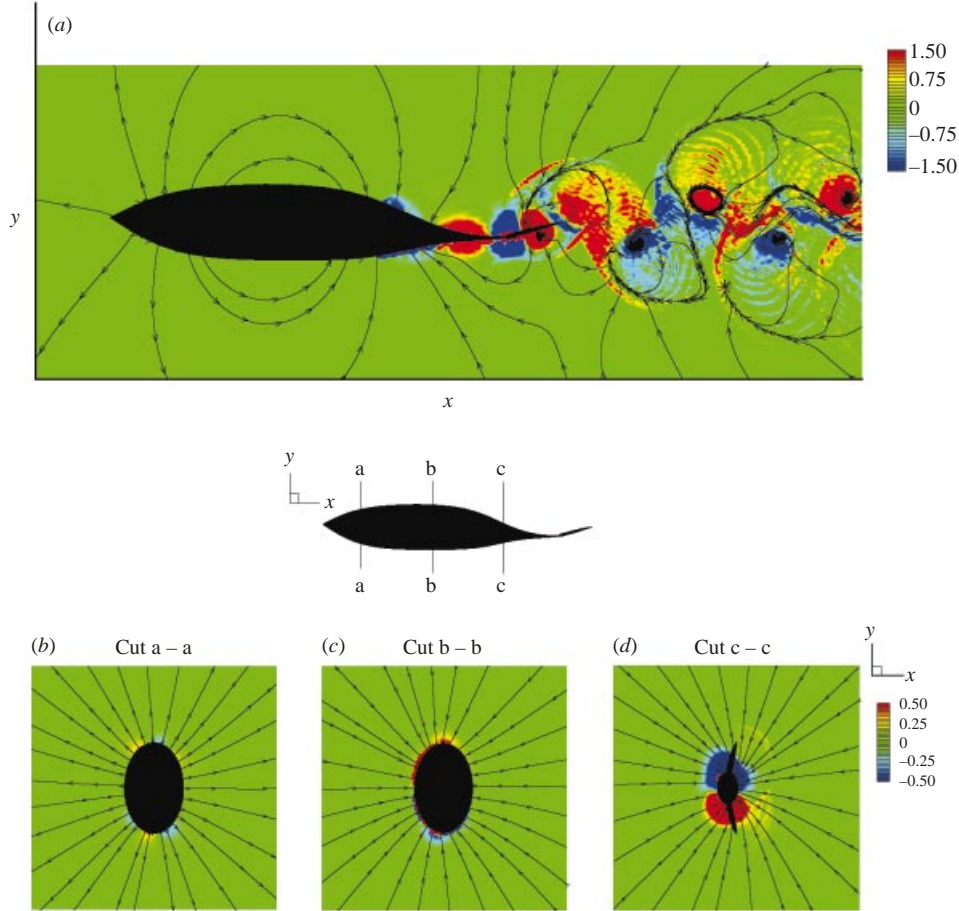 (a)
1.50
0.75
0
–0.75
–1.50
y
x
y
x
a b c
a b c
(b) Cut a – a
(c) Cut b – b
(d) Cut c – c
y
x
0.50
0.25
0
–0.25
–0.50